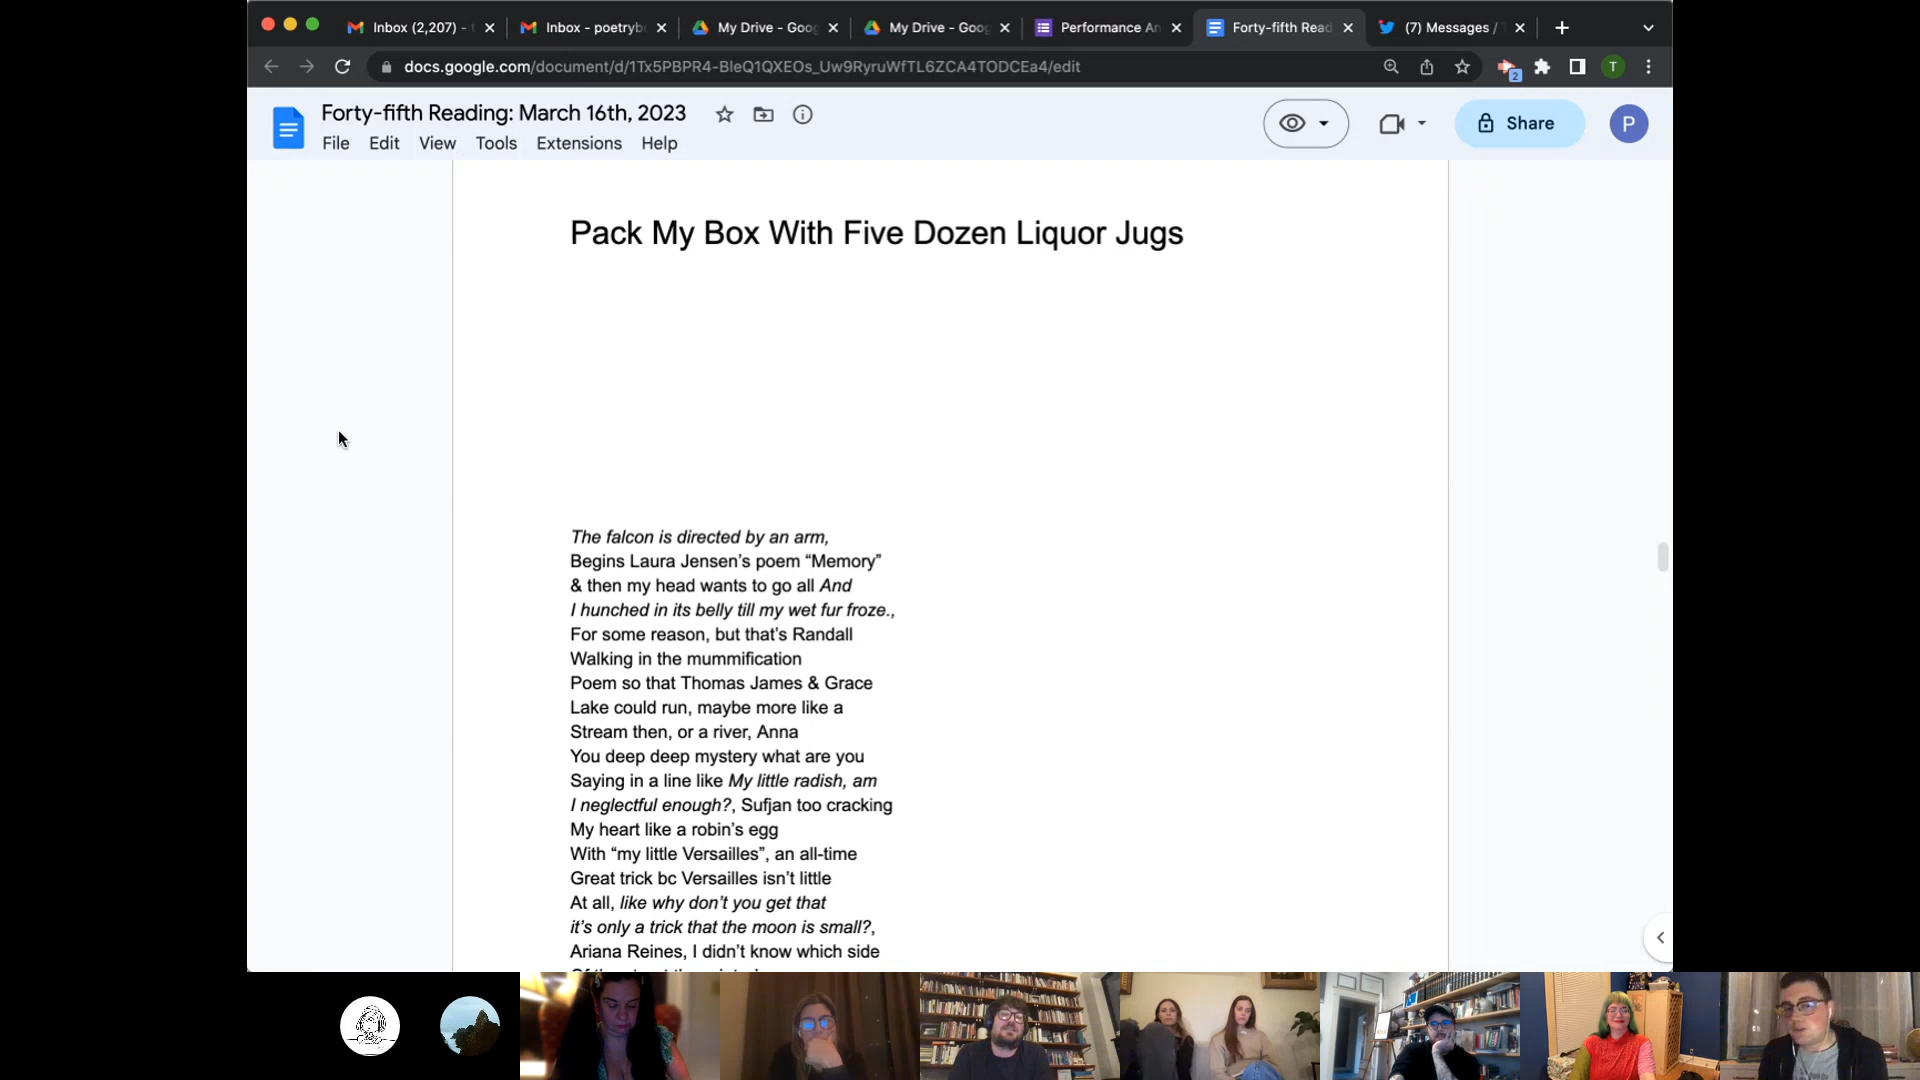 Inbox (2,207) -
Inbox - poetryb
My Drive - Goog
My Drive - Goog
Performance An
Forty-fifth Read
(7) Messages /
docs.google.com/document/d/1Tx5PBPR4-BleQ1QXEOs_Uw9RyruWfTL6ZCA4TODCEa4/edit
2
T
Forty-fifth Reading: March 16th, 2023
File Edit View Tools Extensions Help
Share
P
Pack My Box With Five Dozen Liquor Jugs
The falcon is directed by an arm,
Begins Laura Jensen’s poem “Memory”
& then my head wants to go all And
I hunched in its belly till my wet fur froze.,
For some reason, but that’s Randall
Walking in the mummification
Poem so that Thomas James & Grace
Lake could run, maybe more like a
Stream then, or a river, Anna
You deep deep mystery what are you
Saying in a line like My little radish, am
I neglectful enough?, Sufjan too cracking
My heart like a robin’s egg
With “my little Versailles”, an all-time
Great trick bc Versailles isn’t little
At all, like why don’t you get that
it’s only a trick that the moon is small?,
Ariana Reines, I didn’t know which side